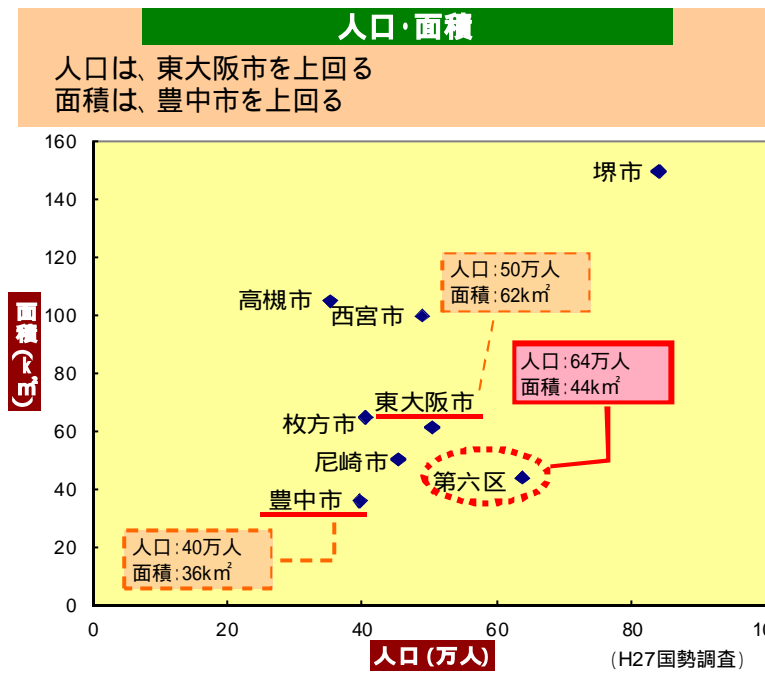 人口・面積
人口は、東大阪市を上回る
面積は、豊中市を上回る
160
140
120
100
80
60
40
20
0
面積(k㎡)
堺市
人口:50万人
面積:62k㎡
高槻市
西宮市
人口:64万人
面積:44k㎡
東大阪市
枚方市
尼崎市
第六区
豊中市
人口:40万人
面積:36k㎡
0 20 40 60 80
人口(万人)
(H27国勢調査)